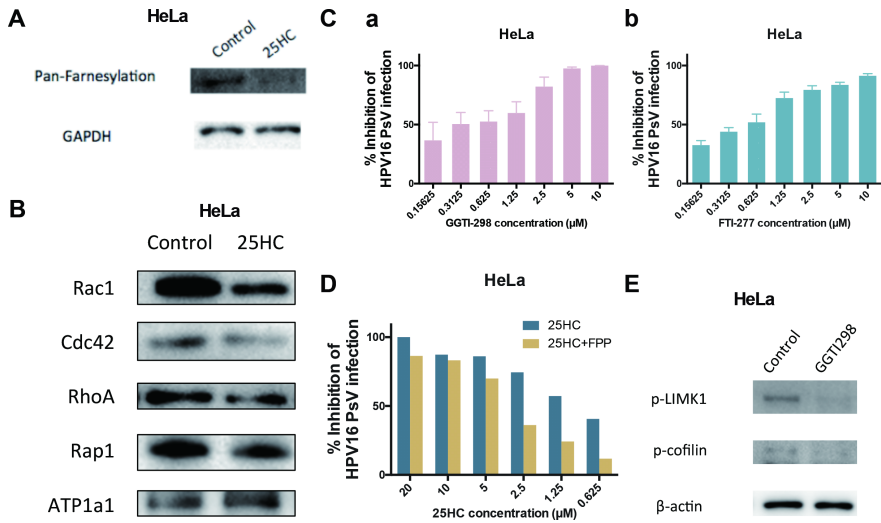 A
HeLa
Control 25HC
Pan-Farnesylation
GAPDH
B
HeLa
Control 25HC
Rac1
Cdc42
RhoA
Rap1
ATP1a1
C
a
HeLa
% Inhibition of
HPV16 PsV infection
100
50
0
0.15625 0.3125 0.625 1.25 2.5 5 10
GGTI-298 concentration (μM)
b
HeLa
% Inhibition of
HPV16 PsV infection
100
50
0
0.15625 0.3125 0.625 1.25 2.5 5 10
FTI-277 concentration (μM)
D
HeLa
25HC
25HC+FPP
% Inhibition of
HPV16 PsV infection
100
50
0
20 10 5 2.5 1.25 0.625
25HC concentration (μM)
E
HeLa
Control GGTI298
p-LIMK1
p-cofilin
β-actin